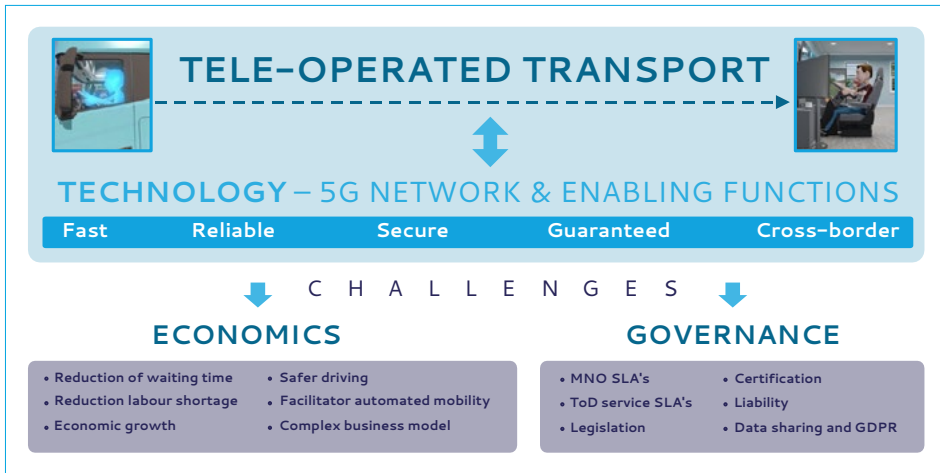 TELE-OPERATED TRANSPORT
TECHNOLOGY – 5G NETWORK & ENABLING FUNCTIONS
Fast Reliable Secure Guaranteed Cross-border
CHALLENGES
ECONOMICS
• Reduction of waiting time
• Reduction labour shortage
• Economic growth
• Safer driving
• Facilitator automated mobility
• Complex business model
GOVERNANCE
• MNO SLA's
• ToD service SLA's
• Legislation
• Certification
• Liability
• Data sharing and GDPR